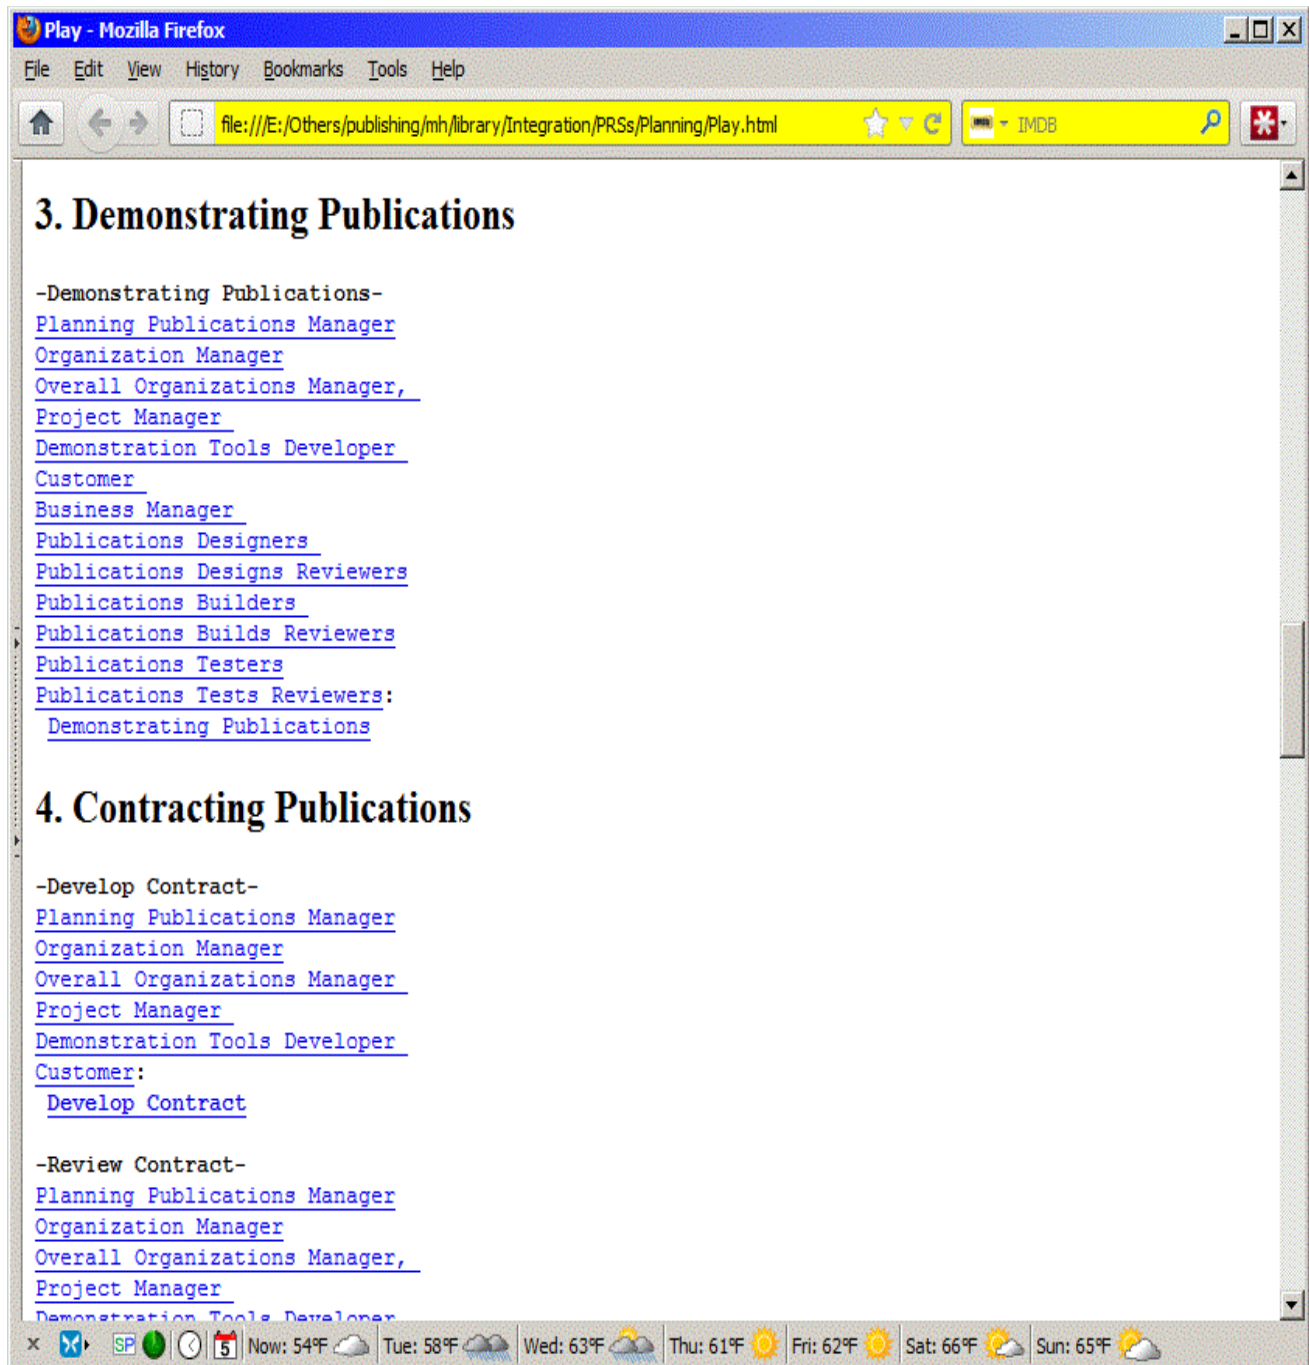 Play - Mozilla Firefox
File Edit View History Bookmarks Tools Help
file:///E:/Others/publishing/mh/library/Integration/PRSs/Planning/Play.html IMDB
3. Demonstrating Publications
-Demonstrating Publications-
Planning Publications Manager
Organization Manager
Overall Organizations Manager,
Project Manager
Demonstration Tools Developer
Customer
Business Manager
Publications Designers
Publications Designs Reviewers
Publications Builders
Publications Builds Reviewers
Publications Testers
Publications Tests Reviewers:
Demonstrating Publications
4. Contracting Publications
-Develop Contract-
Planning Publications Manager
Organization Manager
Overall Organizations Manager
Project Manager
Demonstration Tools Developer
Customer:
Develop Contract
-Review Contract-
Planning Publications Manager
Organization Manager
Overall Organizations Manager,
Project Manager
Demonstration Tools Developer
SP 5 Now: 54°F Tue: 58°F Wed: 63°F Thu: 61°F Fri: 62°F Sat: 66°F Sun: 65°F